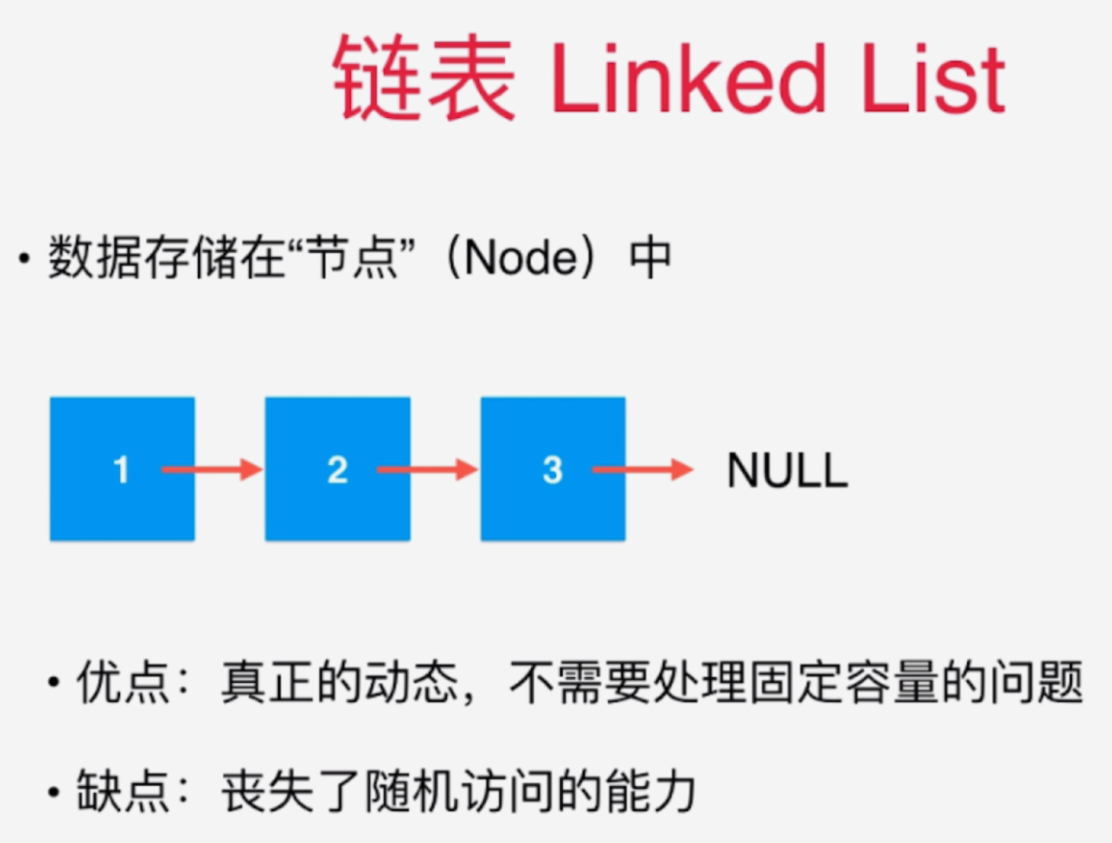 链表 Linked List
• 数据存储在“节点”（Node）中
1 2 3 NULL
• 优点：真正的动态，不需要处理固定容量的问题
• 缺点：丧失了随机访问的能力